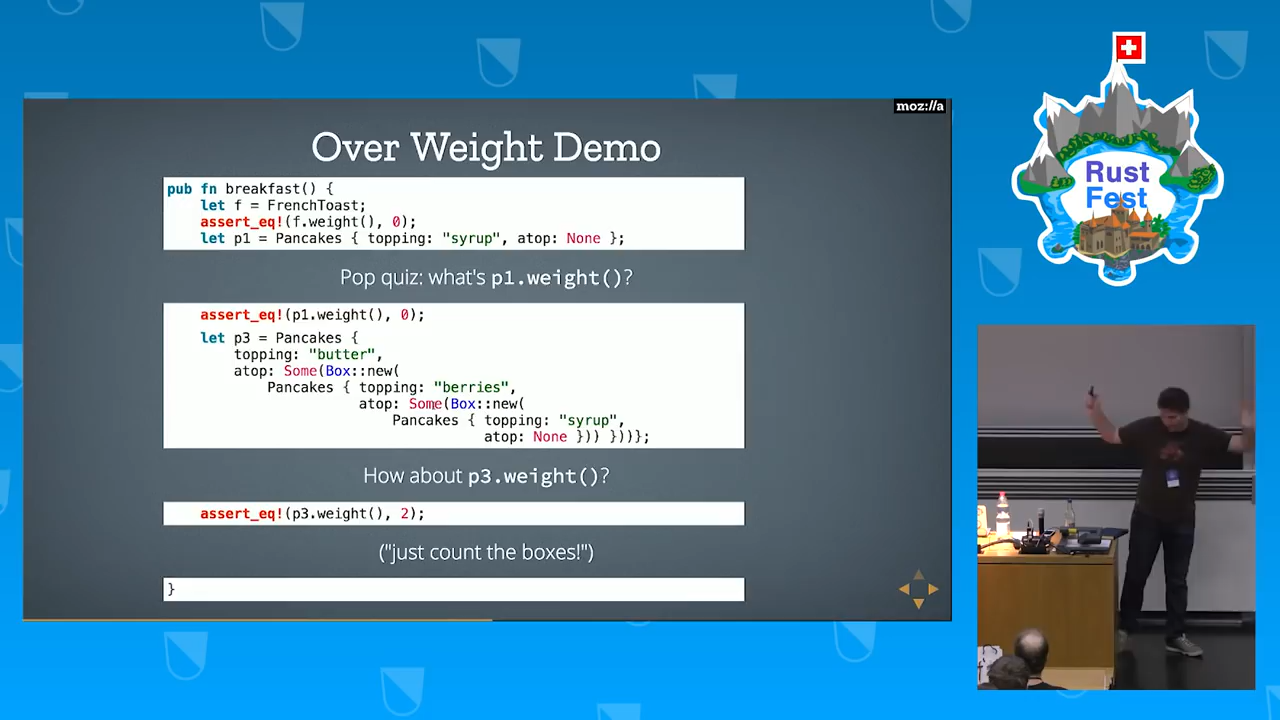 moz://a
Over Weight Demo
pub fn breakfast() {
    let f = FrenchToast;
    assert_eq!(f.weight(), 0);
    let p1 = Pancakes { topping: "syrup", atop: None };
Pop quiz: what's p1.weight()?
    assert_eq!(p1.weight(), 0);
    let p3 = Pancakes {
        topping: "butter",
        atop: Some(Box::new(
            Pancakes { topping: "berries",
                       atop: Some(Box::new(
                           Pancakes { topping: "syrup",
                                      atop: None })) }))};
How about p3.weight()?
    assert_eq!(p3.weight(), 2);
("just count the boxes!")
}
Rust
Fest